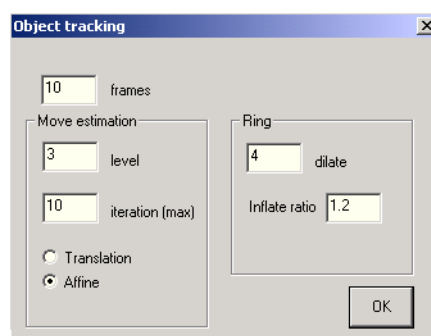 Object tracking
10 frames
Move estimation
3 level
10 iteration (max)
Translation
Affine
Ring
4 dilate
Inflate ratio 1.2
OK